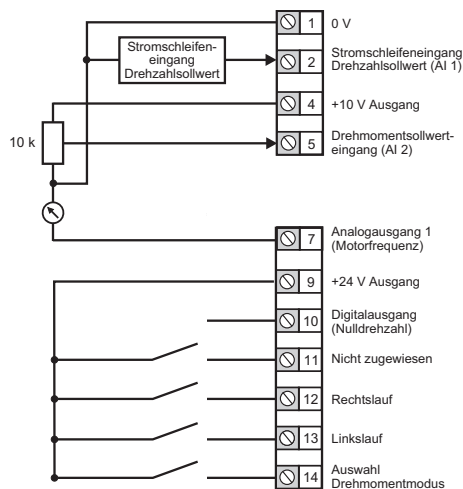 1 0 V
Stromschleifen-
eingang
Drehzahlsollwert
2 Stromschleifeneingang
Drehzahlsollwert (AI 1)
4 +10 V Ausgang
10 k
5 Drehmomentsollwert-
eingang (AI 2)
7 Analogausgang 1
(Motorfrequenz)
9 +24 V Ausgang
10 Digitalausgang
(Nulldrehzahl)
11 Nicht zugewiesen
12 Rechtslauf
13 Linkslauf
14 Auswahl
Drehmomentmodus